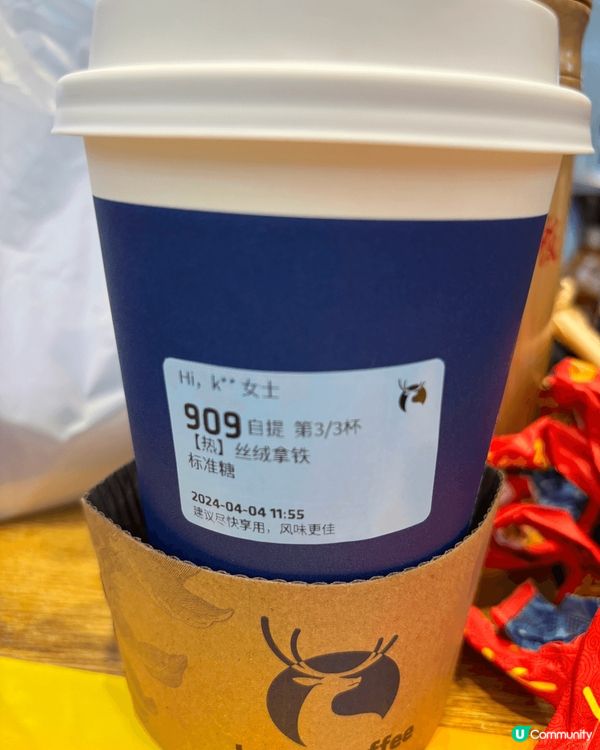 Hi, k** 女士
909 自提 第3/3杯
【热】丝绒拿铁
标准糖
2024-04-04 11:55
建议尽快享用，风味更佳
U Community